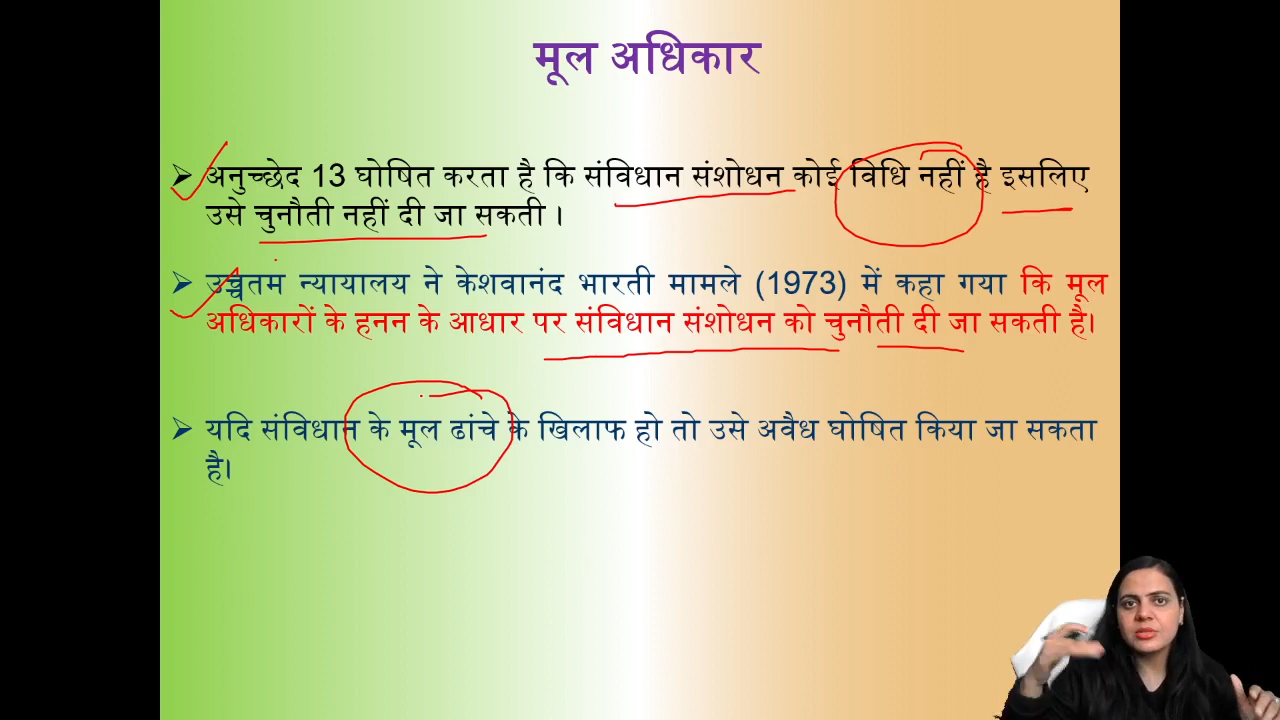 मूल अधिकार
➢ अनुच्छेद 13 घोषित करता है कि संविधान संशोधन कोई विधि नहीं है इसलिए
उसे चुनौती नहीं दी जा सकती ।
➢ उच्चतम न्यायालय ने केशवानंद भारती मामले (1973) में कहा गया कि मूल
अधिकारों के हनन के आधार पर संविधान संशोधन को चुनौती दी जा सकती है।
➢ यदि संविधान के मूल ढांचे के खिलाफ हो तो उसे अवैध घोषित किया जा सकता
है।